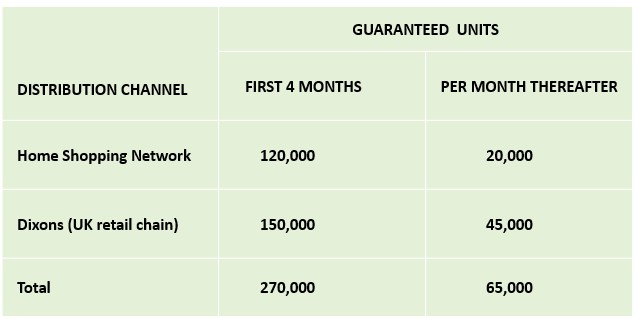 GUARANTEED UNITS
DISTRIBUTION CHANNEL FIRST 4 MONTHS PER MONTH THEREAFTER
Home Shopping Network 120,000 20,000
Dixons (UK retail chain) 150,000 45,000
Total 270,000 65,000